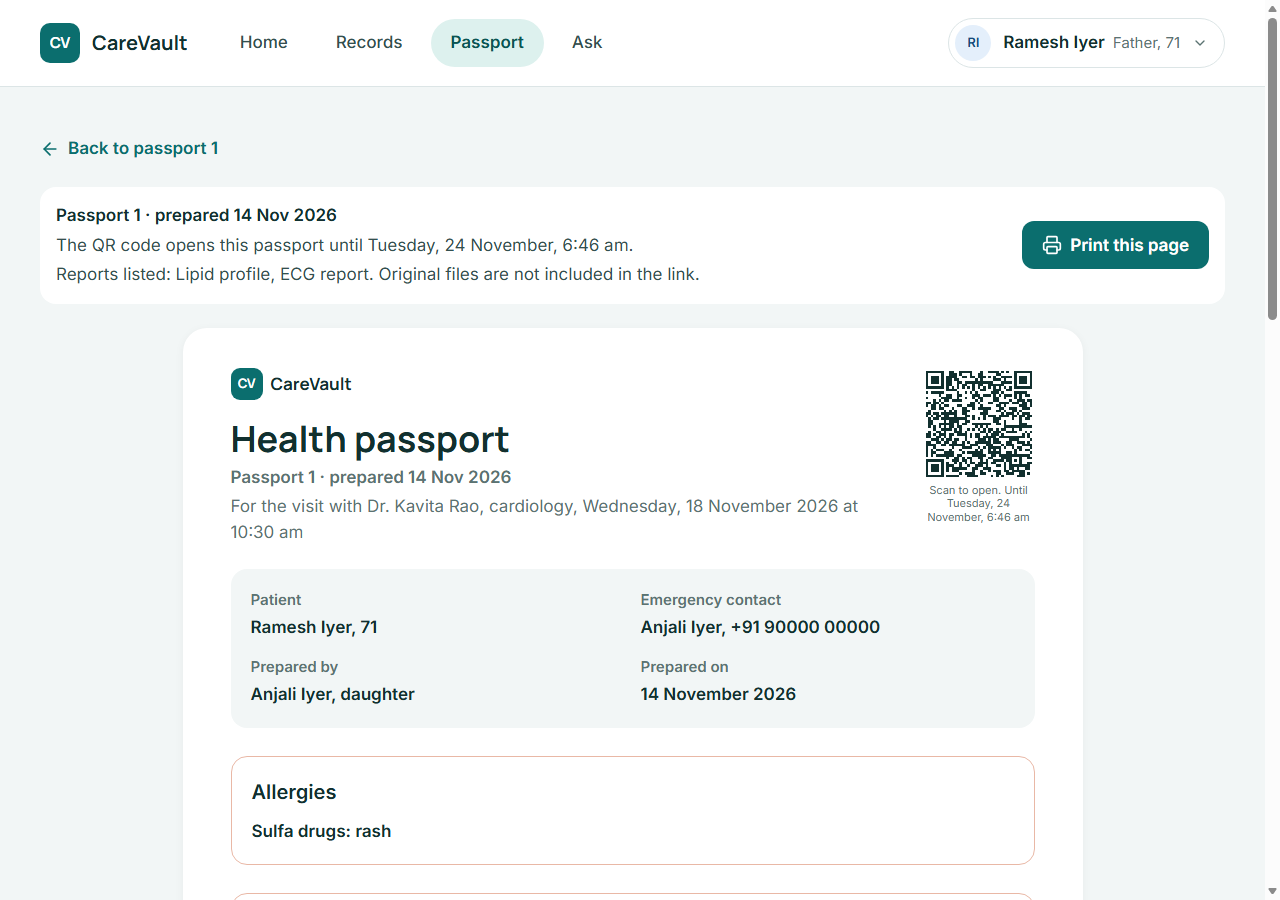 CV CareVault Home Records Passport Ask RI Ramesh Iyer Father, 71
Back to passport 1
Passport 1 · prepared 14 Nov 2026
The QR code opens this passport until Tuesday, 24 November, 6:46 am.
Reports listed: Lipid profile, ECG report. Original files are not included in the link.
Print this page
CV CareVault
Health passport
Passport 1 · prepared 14 Nov 2026
For the visit with Dr. Kavita Rao, cardiology, Wednesday, 18 November 2026 at
10:30 am
Scan to open. Until
Tuesday, 24
November, 6:46 am
Patient
Ramesh Iyer, 71
Emergency contact
Anjali Iyer, +91 90000 00000
Prepared by
Anjali Iyer, daughter
Prepared on
14 November 2026
Allergies
Sulfa drugs: rash